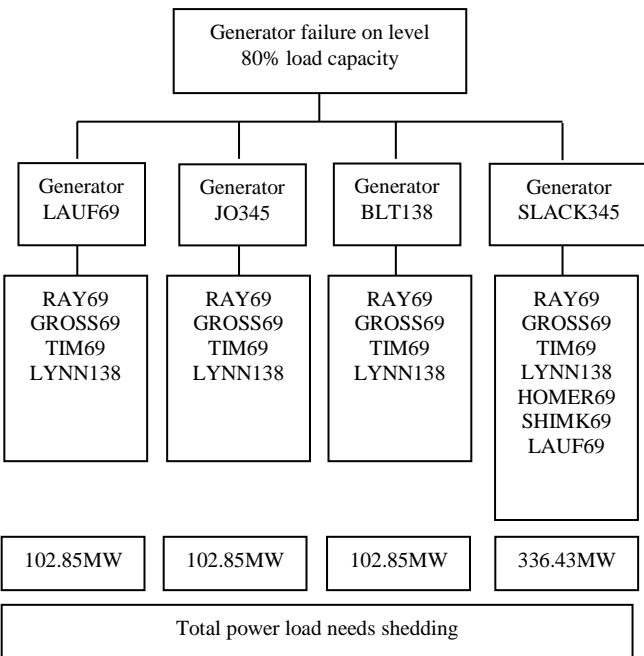 Generator failure on level
80% load capacity
Generator
LAUF69
Generator
JO345
Generator
BLT138
Generator
SLACK345
RAY69
GROSS69
TIM69
LYNN138
RAY69
GROSS69
TIM69
LYNN138
RAY69
GROSS69
TIM69
LYNN138
RAY69
GROSS69
TIM69
LYNN138
HOMER69
SHIMK69
LAUF69
102.85MW
102.85MW
102.85MW
336.43MW
Total power load needs shedding